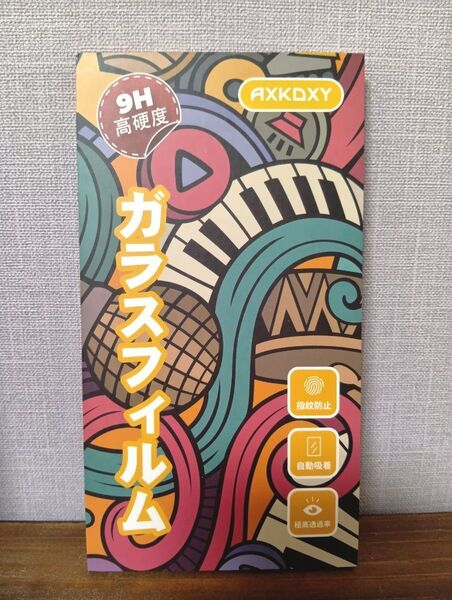 9H
高硬度
AXKDXY
ガラスフィルム
指紋防止
自動吸着
極高透過率